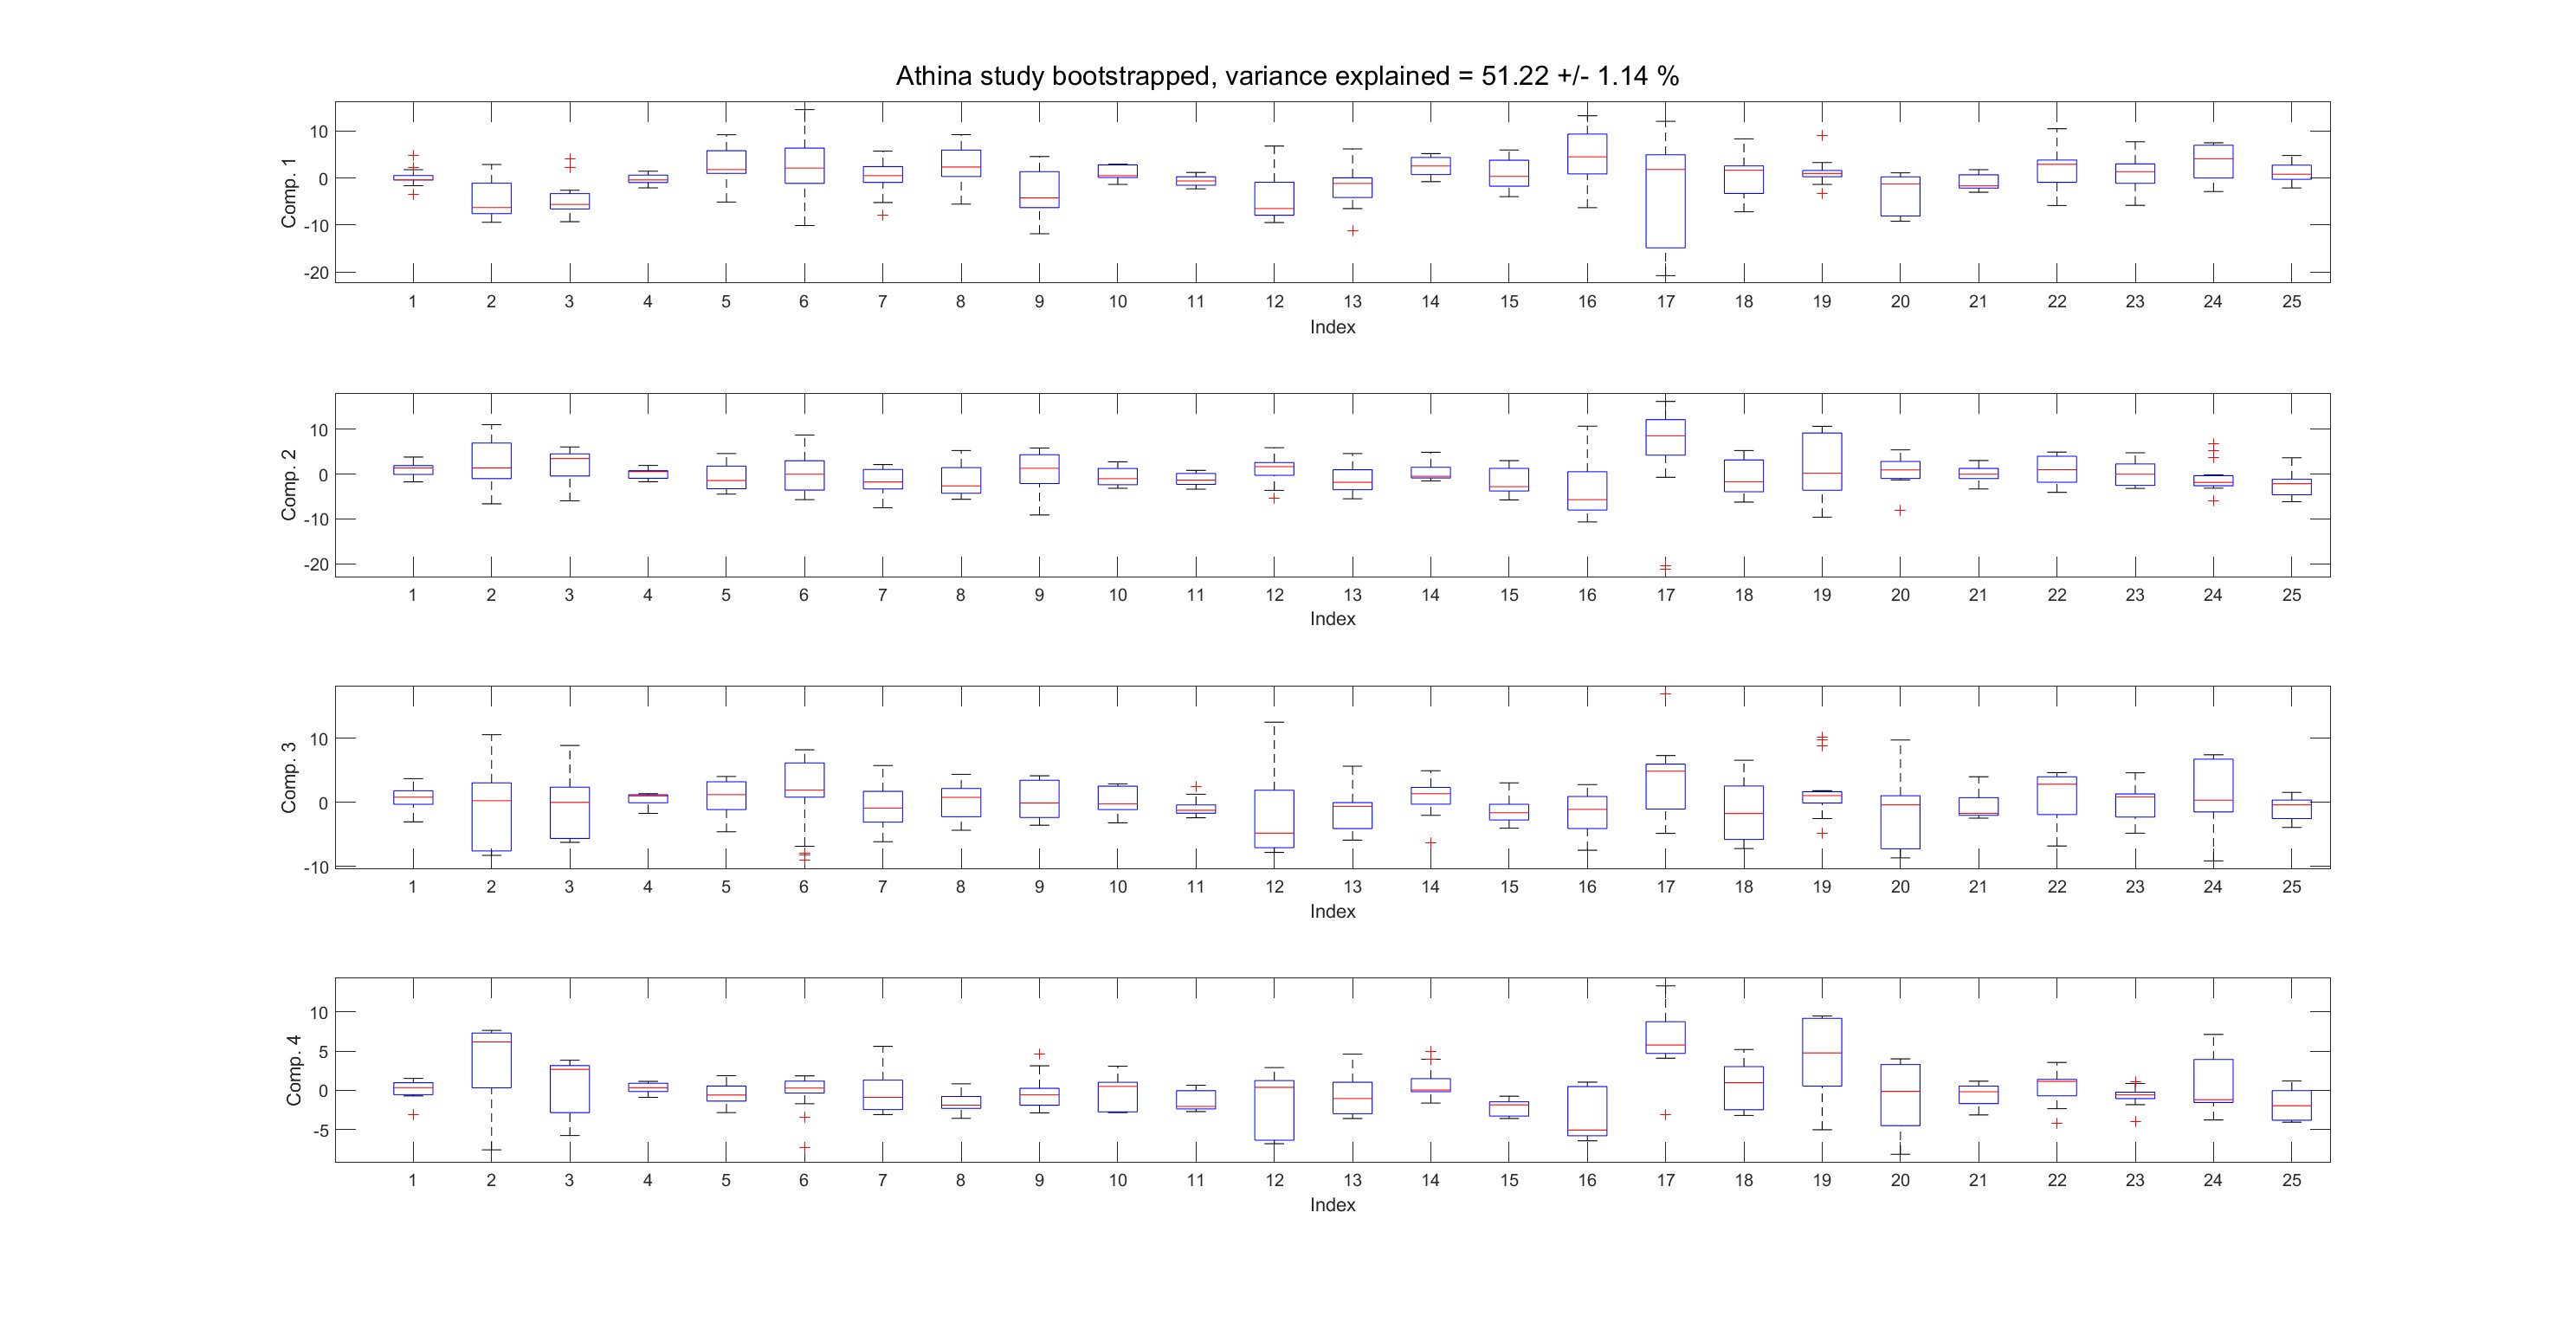 Athina study bootstrapped, variance explained = 51.22 +/- 1.14 %
Comp. 1
10
0
-10
-20
1 2 3 4 5 6 7 8 9 10 11 12 13 14 15 16 17 18 19 20 21 22 23 24 25
Index
Comp. 2
10
0
-10
-20
1 2 3 4 5 6 7 8 9 10 11 12 13 14 15 16 17 18 19 20 21 22 23 24 25
Index
Comp. 3
10
0
-10
1 2 3 4 5 6 7 8 9 10 11 12 13 14 15 16 17 18 19 20 21 22 23 24 25
Index
Comp. 4
10
5
0
-5
1 2 3 4 5 6 7 8 9 10 11 12 13 14 15 16 17 18 19 20 21 22 23 24 25
Index